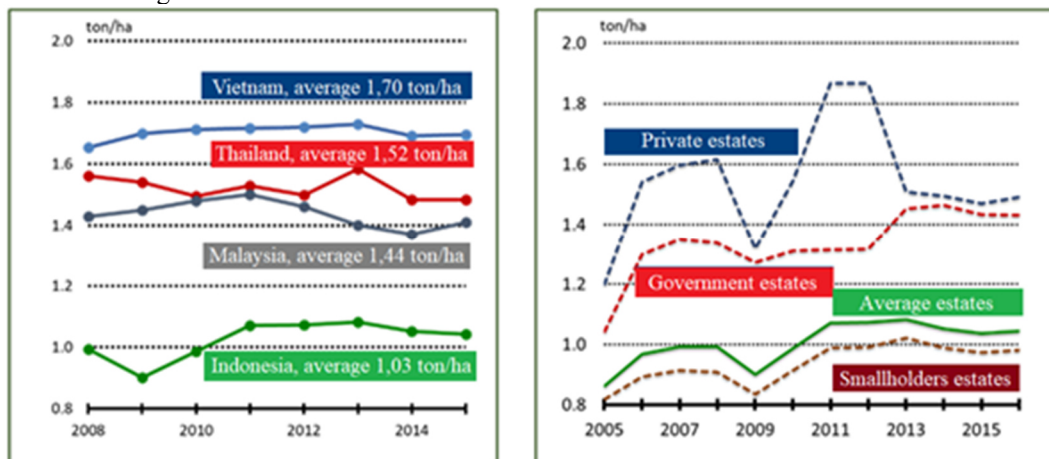 ton/ha
2.0
Vietnam, average 1,70 ton/ha
1.8
Thailand, average 1,52 ton/ha
1.6
1.4
Malaysia, average 1,44 ton/ha
1.2
1.0
Indonesia, average 1,03 ton/ha
0.8
2008 2010 2012 2014
ton/ha
2.0
1.8
Private estates
1.6
1.4
Government estates
1.2
Average estates
1.0
Smallholders estates
0.8
2005 2007 2009 2011 2013 2015